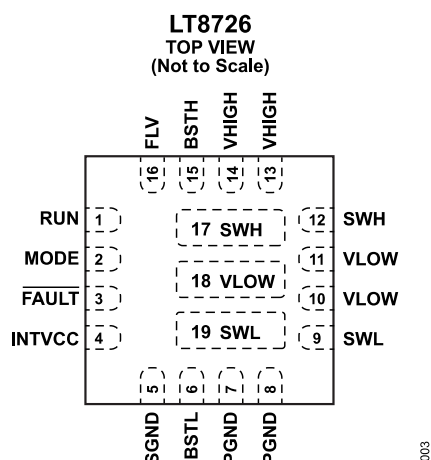 LT8726
TOP VIEW
(Not to Scale)
FLV
BSTH
VHIGH
VHIGH
16
15
14
13
RUN 1
MODE 2
FAULT 3
INTVCC 4
17 SWH
18 VLOW
19 SWL
12 SWH
11 VLOW
10 VLOW
9 SWL
5
6
7
8
SGND
BSTL
PGND
PGND
003